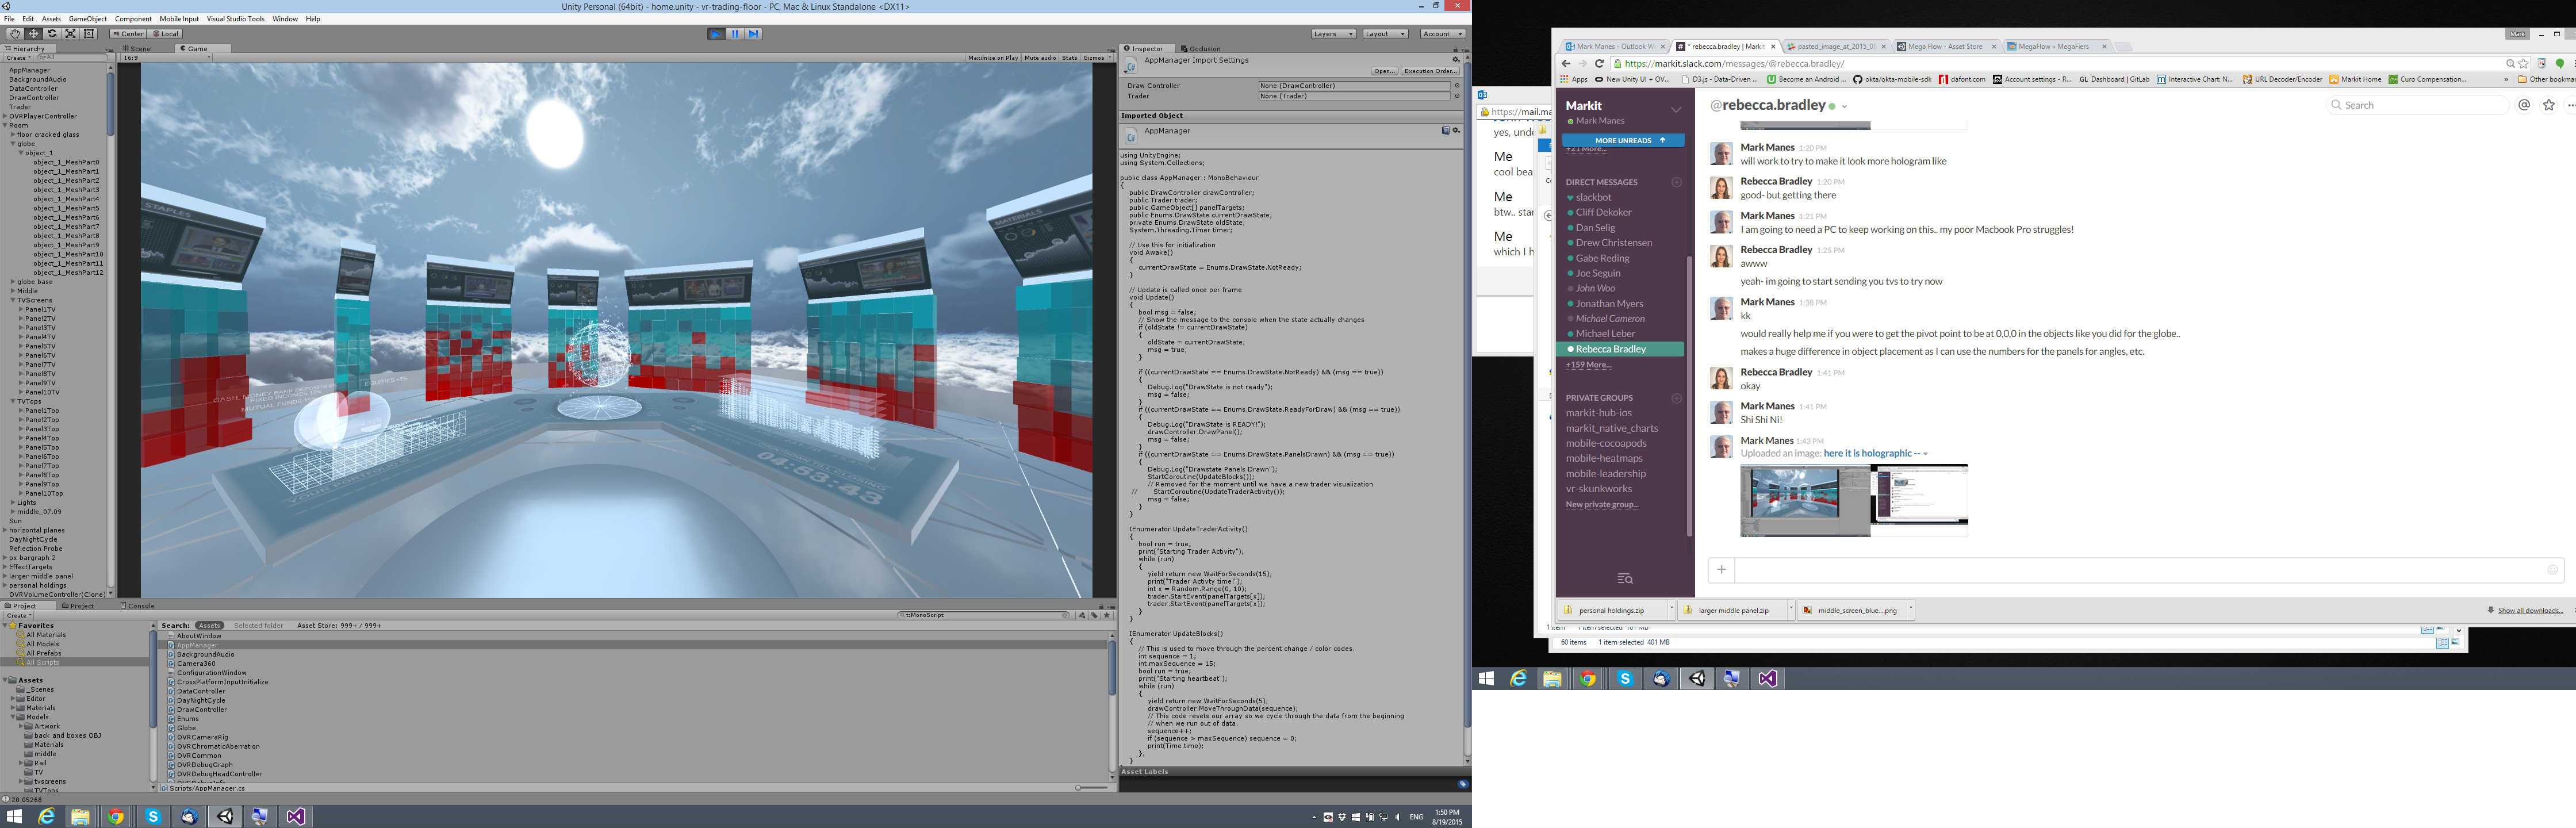 Unity Personal (64bit) - home.unity - vr-trading-floor - PC, Mac & Linux Standalone <DX11>
File Edit Assets GameObject Component Mobile Input Visual Studio Tools Window Help
Center Local
Layers Layout Account
Hierarchy
Create All
AppManager
BackgroundAudio
DataController
DrawController
Trader
OVRPlayerController
Room
floor cracked glass
globe
object_1
object_1_MeshPart0
object_1_MeshPart1
object_1_MeshPart2
object_1_MeshPart3
object_1_MeshPart4
object_1_MeshPart5
object_1_MeshPart6
object_1_MeshPart7
object_1_MeshPart8
object_1_MeshPart9
object_1_MeshPart10
object_1_MeshPart11
object_1_MeshPart12
globe base
Middle
TVScreens
Panel1TV
Panel2TV
Panel3TV
Panel4TV
Panel5TV
Panel6TV
Panel7TV
Panel8TV
Panel9TV
Panel10TV
TVTops
Panel1Top
Panel2Top
Panel3Top
Panel4Top
Panel5Top
Panel6Top
Panel7Top
Panel8Top
Panel9Top
Panel10Top
Lights
middle_07.09
Sun
horizontal planes
DayNightCycle
Reflection Probe
px bargraph 2
EffectTargets
larger middle panel
personal holdings
OVRVolumeController(Clone)
Scene Game
16:9
Maximize on Play Mute audio Stats Gizmos
STAPLES
MATERIALS
MUTUAL FUNDS
04:53:43
Inspector Occlusion
AppManager Import Settings
Open... Execution Order...
Draw Controller None (DrawController)
Trader None (Trader)
Imported Object
AppManager
using UnityEngine;
using System.Collections;
public class AppManager : MonoBehaviour
{
public DrawController drawController;
public Trader trader;
public GameObject[] panelTargets;
public Enums.DrawState currentDrawState;
private Enums.DrawState oldState;
System.Threading.Timer timer;
// Use this for initialization
void Awake()
{
currentDrawState = Enums.DrawState.NotReady;
}
// Update is called once per frame
void Update()
{
bool msg = false;
// Show the message to the console when the state actually changes
if (oldState != currentDrawState)
{
oldState = currentDrawState;
msg = true;
}
if ((currentDrawState == Enums.DrawState.NotReady) && (msg == true))
{
Debug.Log("DrawState is not ready");
msg = false;
}
if ((currentDrawState == Enums.DrawState.ReadyForDraw) && (msg == true))
{
Debug.Log("DrawState is READY!");
drawController.DrawPanel();
msg = false;
}
if ((currentDrawState == Enums.DrawState.PanelsDrawn) && (msg == true))
{
Debug.Log("Drawstate Panels Drawn");
StartCoroutine(UpdateBlocks());
// Removed for the moment until we have a new trader visualization
// StartCoroutine(UpdateTraderActivity());
msg = false;
}
}
IEnumerator UpdateTraderActivity()
{
bool run = true;
print("Starting Trader Activity");
while (run)
{
yield return new WaitForSeconds(15);
print("Trader Activty time!");
int x = Random.Range(0, 10);
trader.StartEvent(panelTargets[x]);
trader.StartEvent(panelTargets[x]);
}
}
IEnumerator UpdateBlocks()
{
// This is used to move through the percent change / color codes.
int sequence = 1;
int maxSequence = 15;
bool run = true;
print("Starting heartbeat");
while (run)
{
yield return new WaitForSeconds(5);
drawController.MoveThroughData(sequence);
// This code resets our array so we cycle through the data from the beginning
// when we run out of data.
sequence++;
if (sequence > maxSequence) sequence = 0;
print(Time.time);
};
}
Asset Labels
Project Project Console
Create t:MonoScript
Favorites
All Materials
All Models
All Prefabs
All Scripts
Assets
_Scenes
Editor
Materials
Models
Artwork
back and boxes OBJ
Materials
middle
Rail
TV
tvscreens
TVTops
Search: Assets Selected folder Asset Store: 999+ / 999+
AboutWindow
AppManager
BackgroundAudio
Camera360
ConfigurationWindow
CrossPlatformInputInitialize
DataController
DayNightCycle
DrawController
Enums
Globe
OVRCameraRig
OVRChromaticAberration
OVRCommon
OVRDebugGraph
OVRDebugHeadController
Scripts/AppManager.cs
20.05268
ENG
1:50 PM
8/19/2015
https://mail.ma
yes, unde
Me
cool bea
Me
btw.. star
Me
which I h
Mark
Mark Manes - Outlook W
* rebecca.bradley | Markit
pasted_image_at_2015_08
Mega Flow - Asset Store
MegaFlow « MegaFiers
https://markit.slack.com/messages/@rebecca.bradley/
Apps New Unity UI + OV... D3.js - Data-Driven ... Become an Android ... okta/okta-mobile-sdk dafont.com Account settings - R... GL Dashboard | GitLab Interactive Chart: N... URL Decoder/Encoder Markit Home Curo Compensation... » Other bookmar
Markit
Mark Manes
MORE UNREADS
+21 More...
DIRECT MESSAGES
slackbot
Cliff Dekoker
Dan Selig
Drew Christensen
Gabe Reding
Joe Seguin
John Woo
Jonathan Myers
Michael Cameron
Michael Leber
Rebecca Bradley
+159 More...
PRIVATE GROUPS
markit-hub-ios
markit_native_charts
mobile-cocoapods
mobile-heatmaps
mobile-leadership
vr-skunkworks
New private group...
@rebecca.bradley
Search
Mark Manes 1:20 PM
will work to try to make it look more hologram like
Rebecca Bradley 1:20 PM
good- but getting there
Mark Manes 1:21 PM
I am going to need a PC to keep working on this.. my poor Macbook Pro struggles!
Rebecca Bradley 1:25 PM
awww
yeah- im going to start sending you tvs to try now
Mark Manes 1:38 PM
kk
would really help me if you were to get the pivot point to be at 0,0,0 in the objects like you did for the globe..
makes a huge difference in object placement as I can use the numbers for the panels for angles, etc.
Rebecca Bradley 1:41 PM
okay
Mark Manes 1:41 PM
Shi Shi Ni!
Mark Manes 1:43 PM
Uploaded an image: here it is holographic --
personal holdings.zip
larger middle panel.zip
middle_screen_blue....png
Show all downloads...
60 items 1 item selected 401 MB